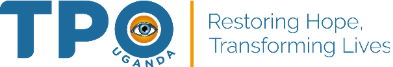 TPO
UGANDA
Restoring Hope,
Transforming Lives